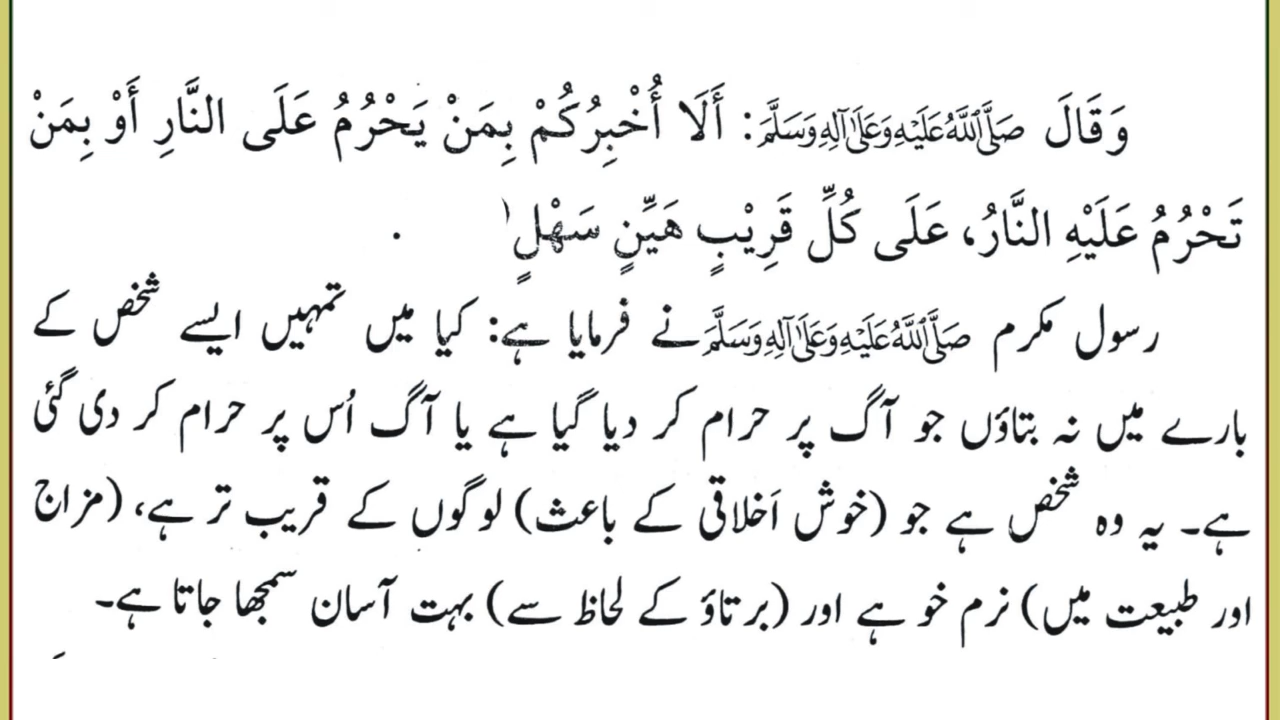 وَقَالَ صَلَّى اللَّهُ عَلَيْهِ وَعَلَىٰ آلِهِ وَسَلَّمَ: أَلَا أُخْبِرُكُمْ بِمَنْ يَحْرُمُ عَلَى النَّارِ أَوْ بِمَنْ
تَحْرُمُ عَلَيْهِ النَّارُ، عَلَى كُلِّ قَرِيْبٍ هَيِّنٍ سَهْلٍ ۱ .
رسول مکرم صَلَّى اللَّهُ عَلَيْهِ وَعَلَىٰ آلِهِ وَسَلَّمَ نے فرمایا ہے: کیا میں تمہیں ایسے شخص کے
بارے میں نہ بتاؤں جو آگ پر حرام کر دیا گیا ہے یا آگ اُس پر حرام کر دی گئی
ہے۔ یہ وہ شخص ہے جو (خوش اَخلاقی کے باعث) لوگوں کے قریب تر ہے، (مزاج
اور طبیعت میں) نرم خو ہے اور (برتاؤ کے لحاظ سے) بہت آسان سمجھا جاتا ہے۔